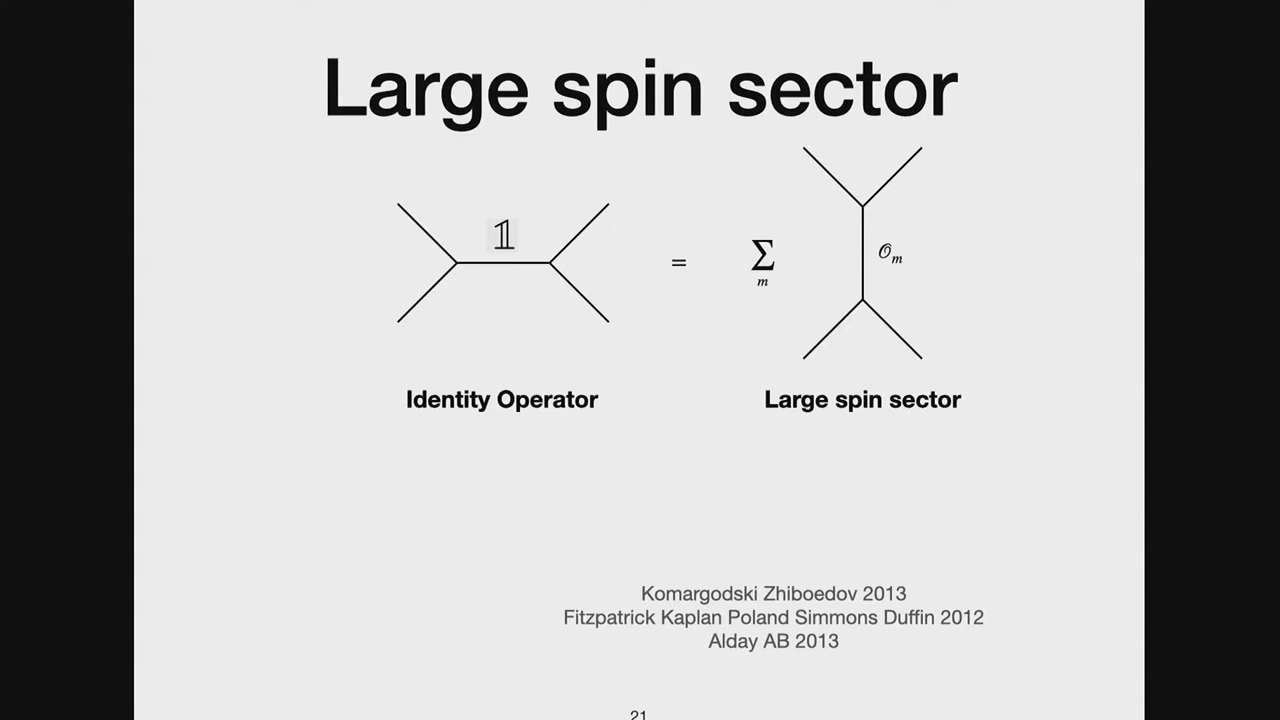 Large spin sector
𝟙
=
∑
m
𝒪m
Identity Operator
Large spin sector
Komargodski Zhiboedov 2013
Fitzpatrick Kaplan Poland Simmons Duffin 2012
Alday AB 2013
21